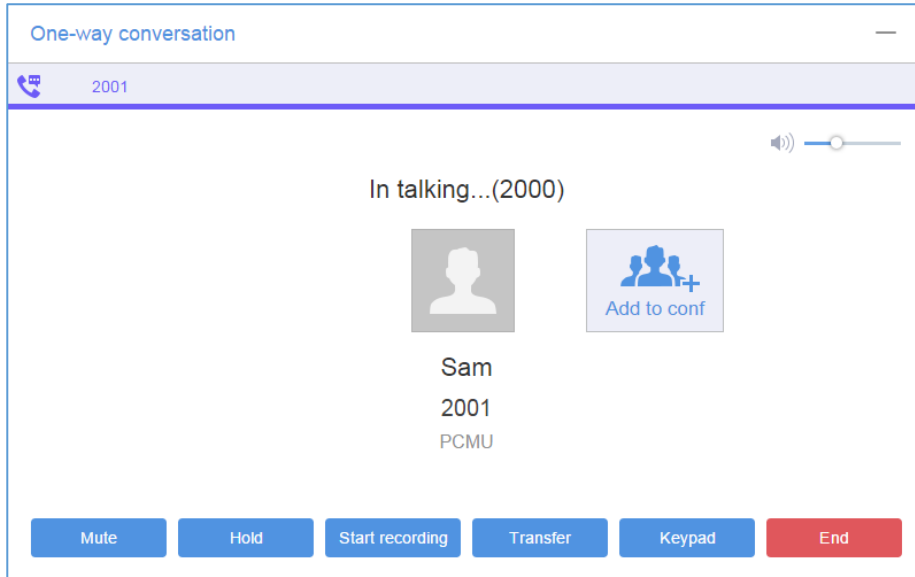 One-way conversation
2001
In talking...(2000)
Add to conf
Sam
2001
PCMU
Mute Hold Start recording Transfer Keypad End